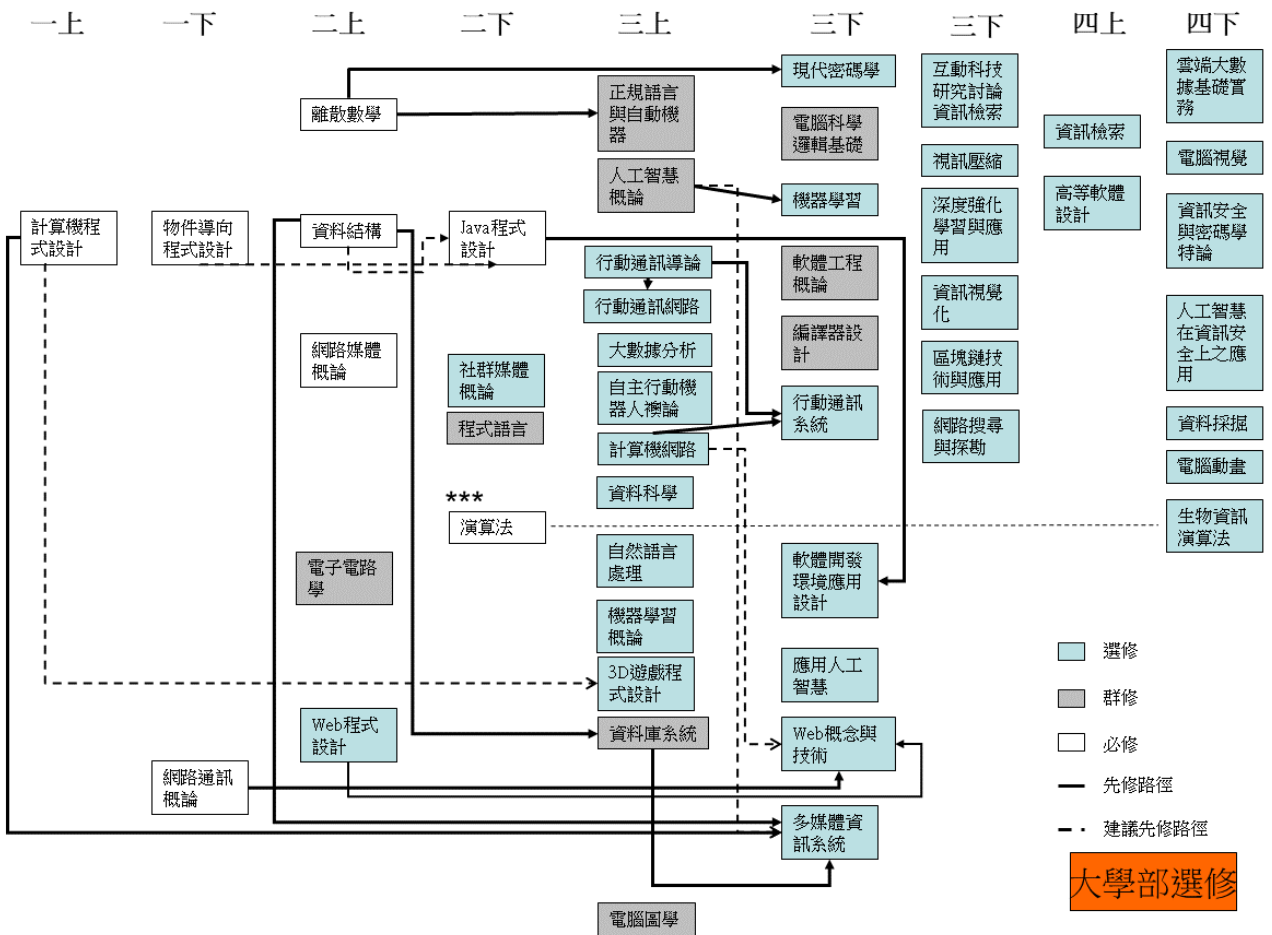 一上
一下
二上
二下
三上
三下
三下
四上
四下
計算機程
式設計
物件導向
程式設計
網路通訊
概論
離散數學
資料結構
網路媒體
概論
電子電路
學
Web程式
設計
Java程式
設計
社群媒體
概論
程式語言
***
演算法
正規語言
與自動機
器
人工智慧
概論
行動通訊導論
行動通訊網路
大數據分析
自主行動機
器人導論
計算機網路
資料科學
自然語言
處理
機器學習
概論
3D遊戲程
式設計
資料庫系統
電腦圖學
現代密碼學
電腦科學
邏輯基礎
機器學習
軟體工程
概論
編譯器設
計
行動通訊
系統
軟體開發
環境應用
設計
應用人工
智慧
Web概念與
技術
多媒體資
訊系統
互動科技
研究討論
資訊檢索
視訊壓縮
深度強化
學習與應
用
資訊視覺
化
區塊鏈技
術與應用
網路搜尋
與探勘
資訊檢索
高等軟體
設計
雲端大數
據基礎實
務
電腦視覺
資訊安全
與密碼學
特論
人工智慧
在資訊安
全上之應
用
資料採掘
電腦動畫
生物資訊
演算法
選修
群修
必修
先修路徑
建議先修路徑
大學部選修